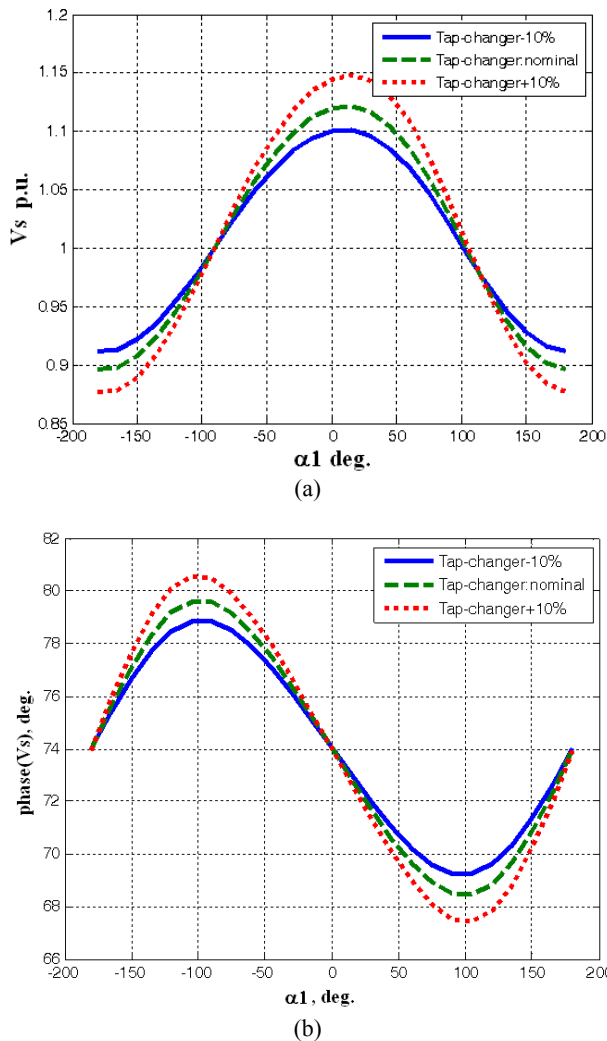 1.2
1.15
1.1
1.05
1
0.95
0.9
0.85
Vs p.u.
Tap-changer-10%
Tap-changer:nominal
Tap-changer+10%
-200 -150 -100 -50 0 50 100 150 200
α1 deg.
(a)
82
80
78
76
74
72
70
68
66
phase(Vs), deg.
Tap-changer-10%
Tap-changer:nominal
Tap-changer+10%
-200 -150 -100 -50 0 50 100 150 200
α1, deg.
(b)